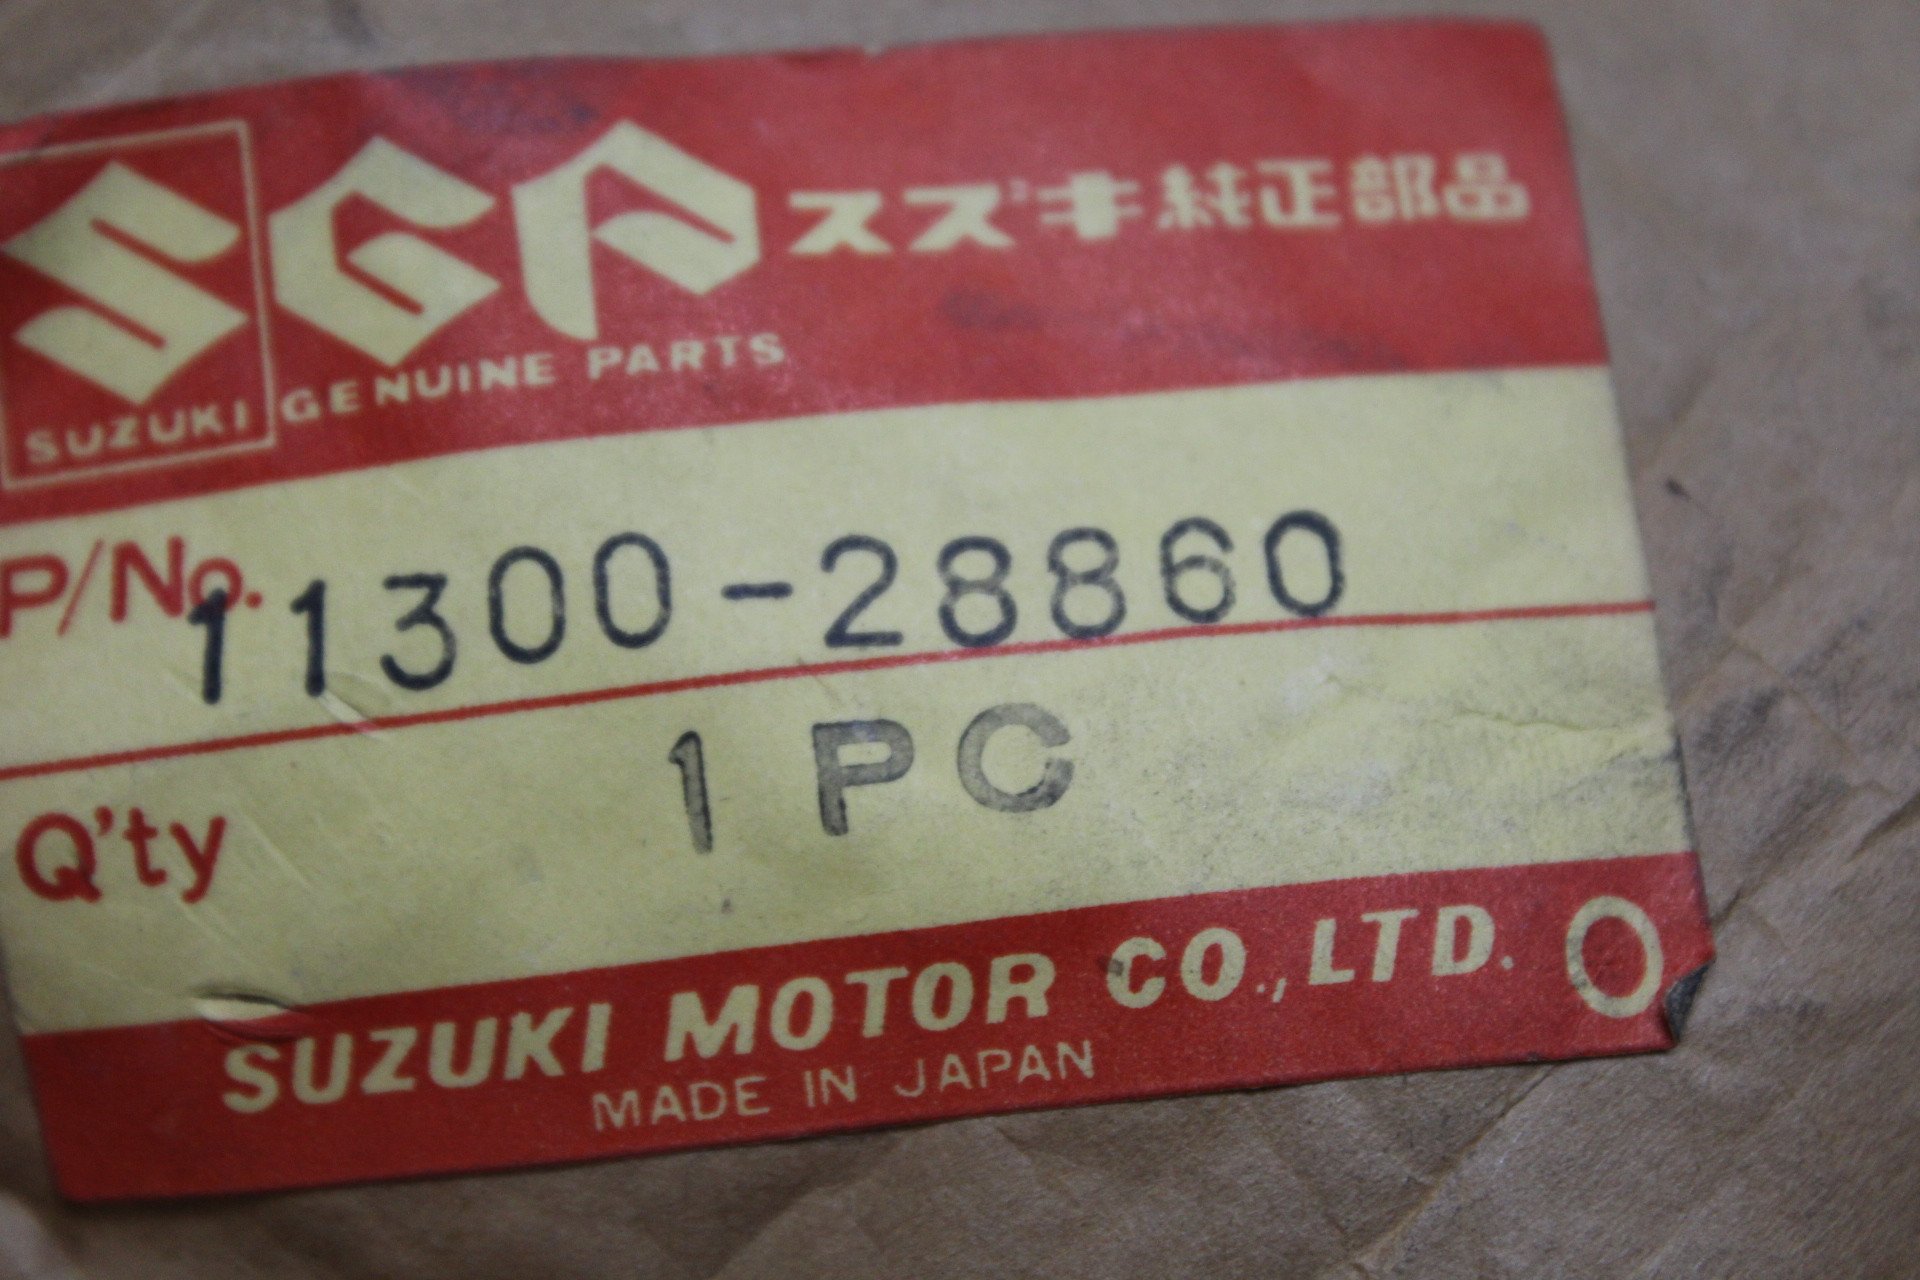 SGP スズキ純正部品
SUZUKI GENUINE PARTS
P/No. 11300-28860
Q'ty 1 PC
SUZUKI MOTOR CO., LTD. O
MADE IN JAPAN